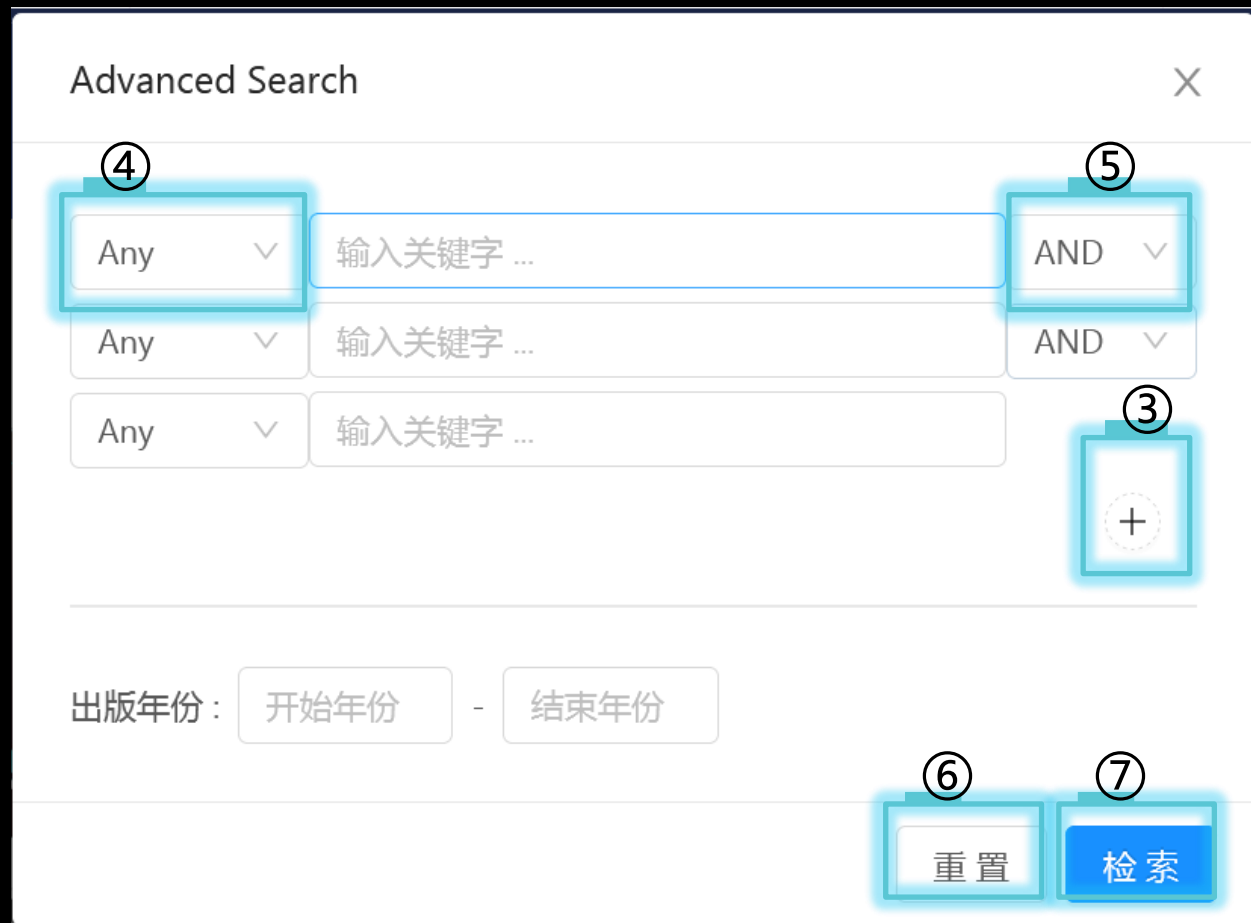 Advanced Search
④ ⑤
Any 输入关键字 ... AND
Any 输入关键字 ... AND
③
Any 输入关键字 ...
出版年份 : 开始年份 - 结束年份
⑥ ⑦
重 置 检 索